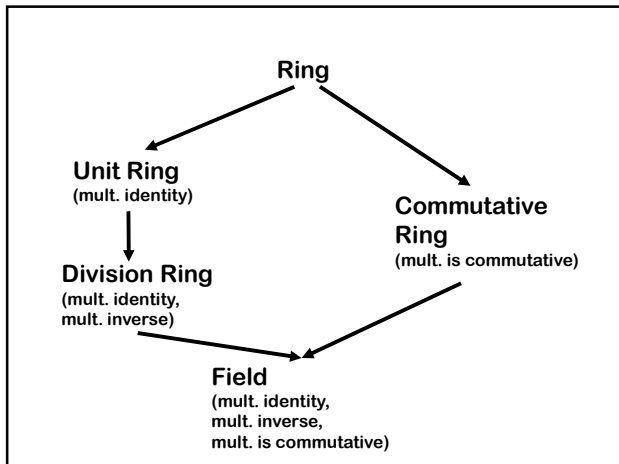 Ring
Unit Ring
(mult. identity)
Commutative
Ring
(mult. is commutative)
Division Ring
(mult. identity,
mult. inverse)
Field
(mult. identity,
mult. inverse,
mult. is commutative)